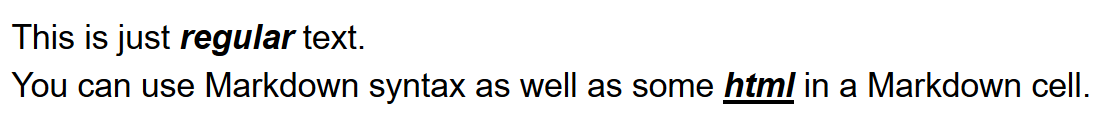 This is just regular text.
You can use Markdown syntax as well as some html in a Markdown cell.